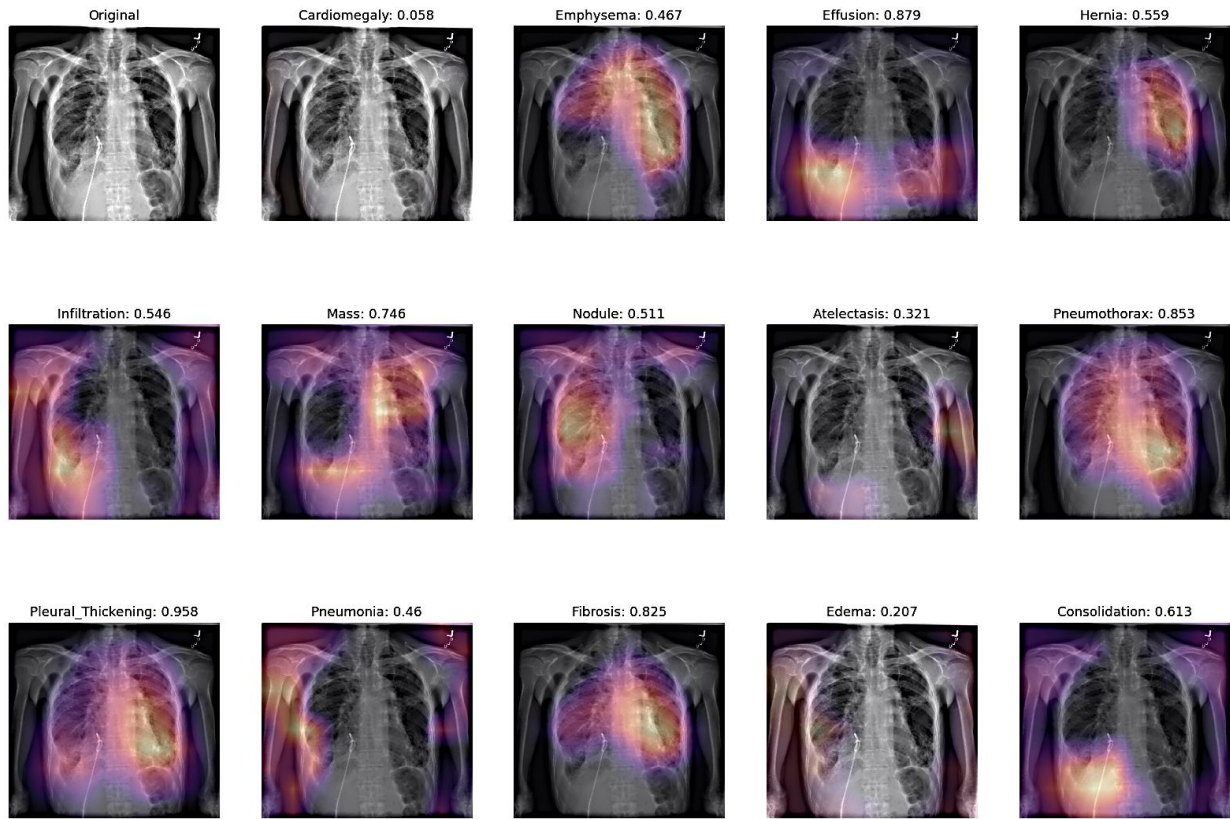 Original
Cardiomegaly: 0.058
Emphysema: 0.467
Effusion: 0.879
Hernia: 0.559
Infiltration: 0.546
Mass: 0.746
Nodule: 0.511
Atelectasis: 0.321
Pneumothorax: 0.853
Pleural_Thickening: 0.958
Pneumonia: 0.46
Fibrosis: 0.825
Edema: 0.207
Consolidation: 0.613